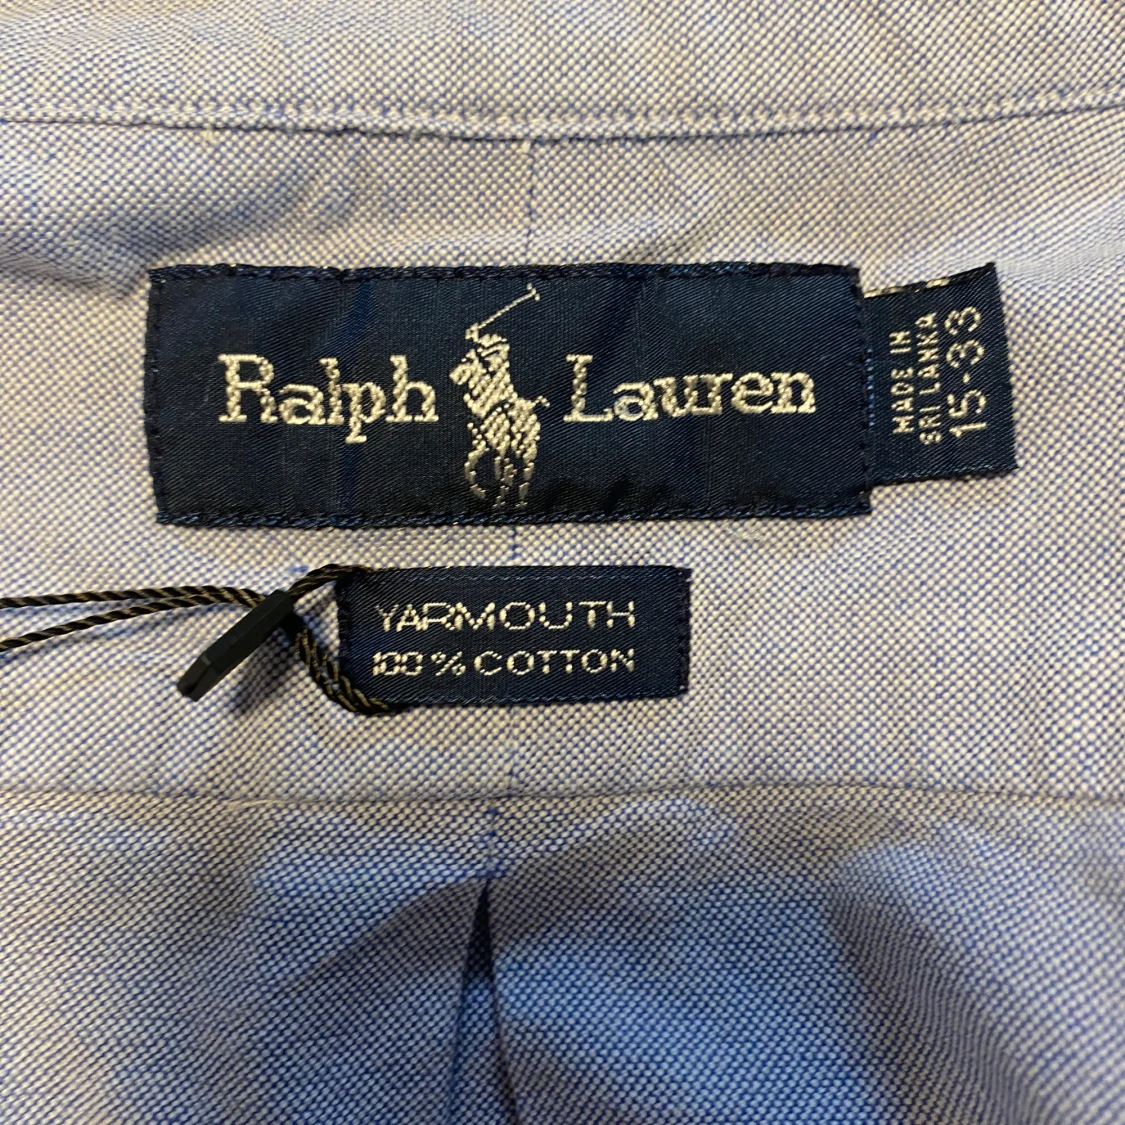 Ralph Lauren
MADE IN
SRI LANKA
15-33
YARMOUTH
100% COTTON